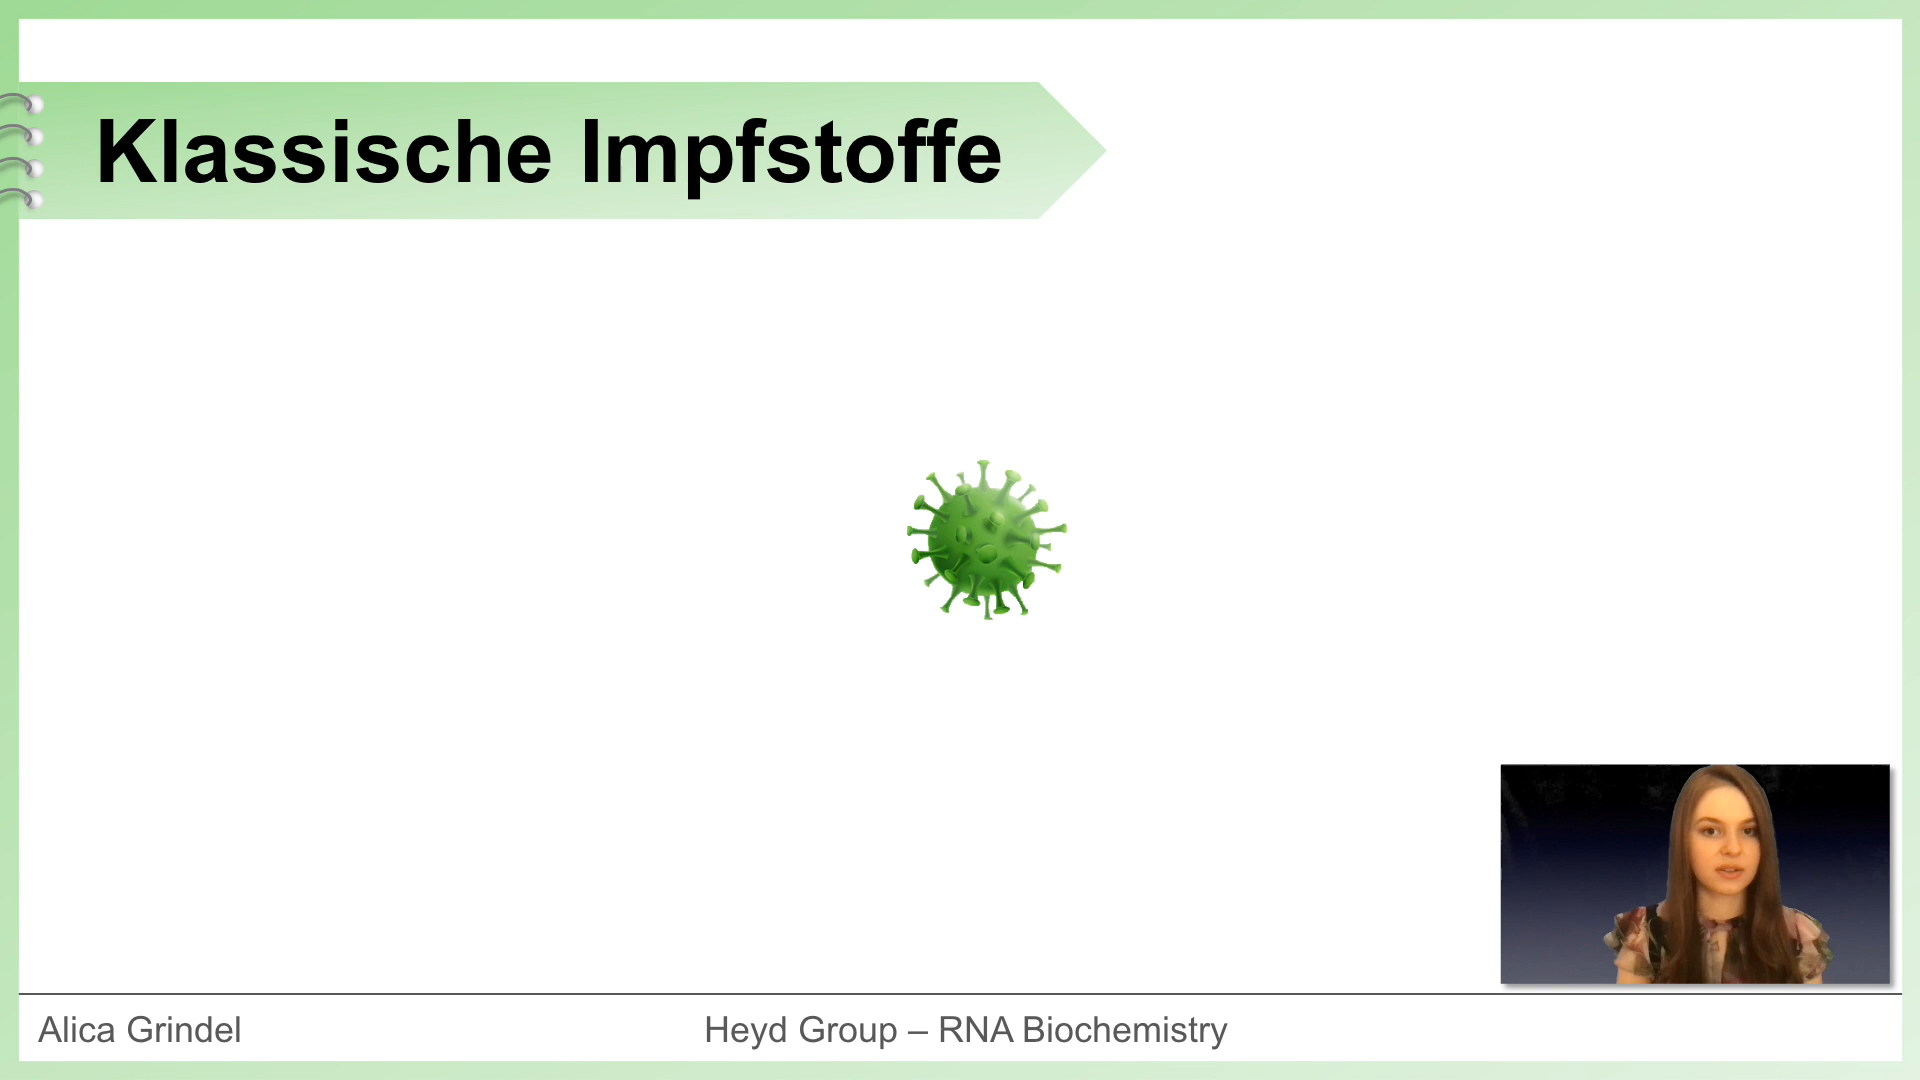 Klassische Impfstoffe
Alica Grindel
Heyd Group – RNA Biochemistry